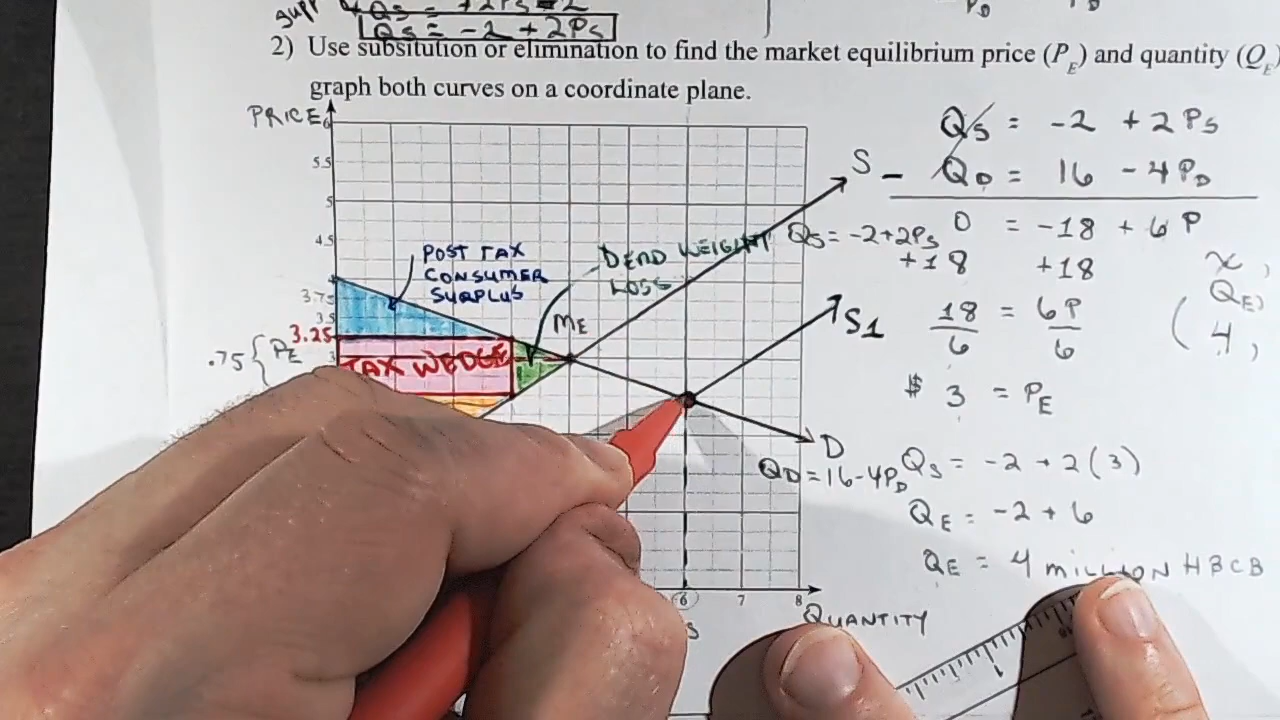 QS = -2 + 2PS
2) Use subsitution or elimination to find the market equilibrium price (PE) and quantity (QE)
graph both curves on a coordinate plane.
PRICE
6
5.5
5
4.5
3.75
3.5
3.25
3
.75 { PE
POST TAX
CONSUMER
SURPLUS
DEAD WEIGHT
LOSS
ME
TAX WEDGE
S
QS = -2+2PS
S1
D
QD = 16-4PD
6
7
8
QUANTITY
QS = -2 + 2PS
- QD = 16 - 4PD
0 = -18 + 6P
+18 +18
18 = 6P
6 6
$ 3 = PE
QS = -2 + 2(3)
QE = -2 + 6
QE = 4 million HBCB
x,
QE,
(4, )
1